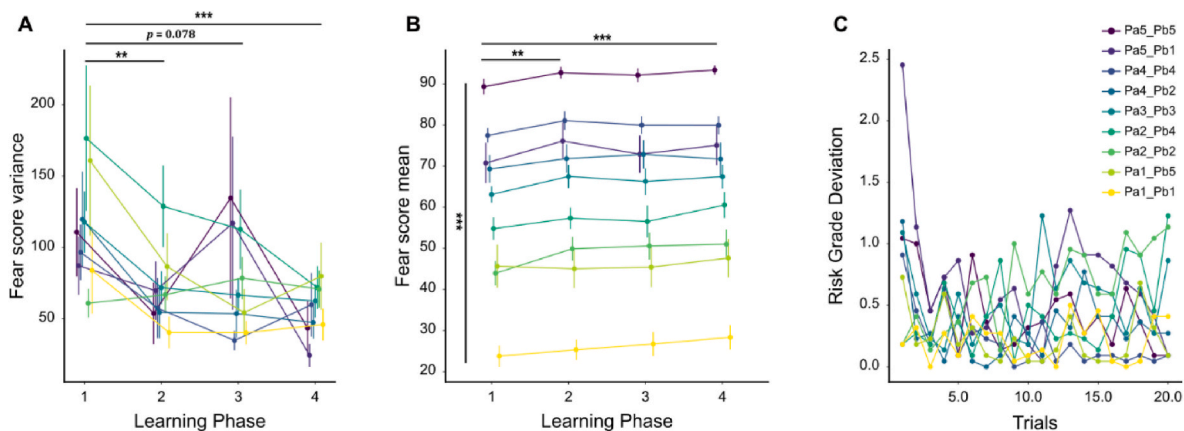 A
***
p = 0.078
**
Fear score variance
200
150
100
50
1 2 3 4
Learning Phase
B
***
**
***
Fear score mean
90
80
70
60
50
40
30
20
1 2 3 4
Learning Phase
C
Risk Grade Deviation
2.5
2.0
1.5
1.0
0.5
0.0
5.0 10.0 15.0 20.0
Trials
Pa5_Pb5
Pa5_Pb1
Pa4_Pb4
Pa4_Pb2
Pa3_Pb3
Pa2_Pb4
Pa2_Pb2
Pa1_Pb5
Pa1_Pb1